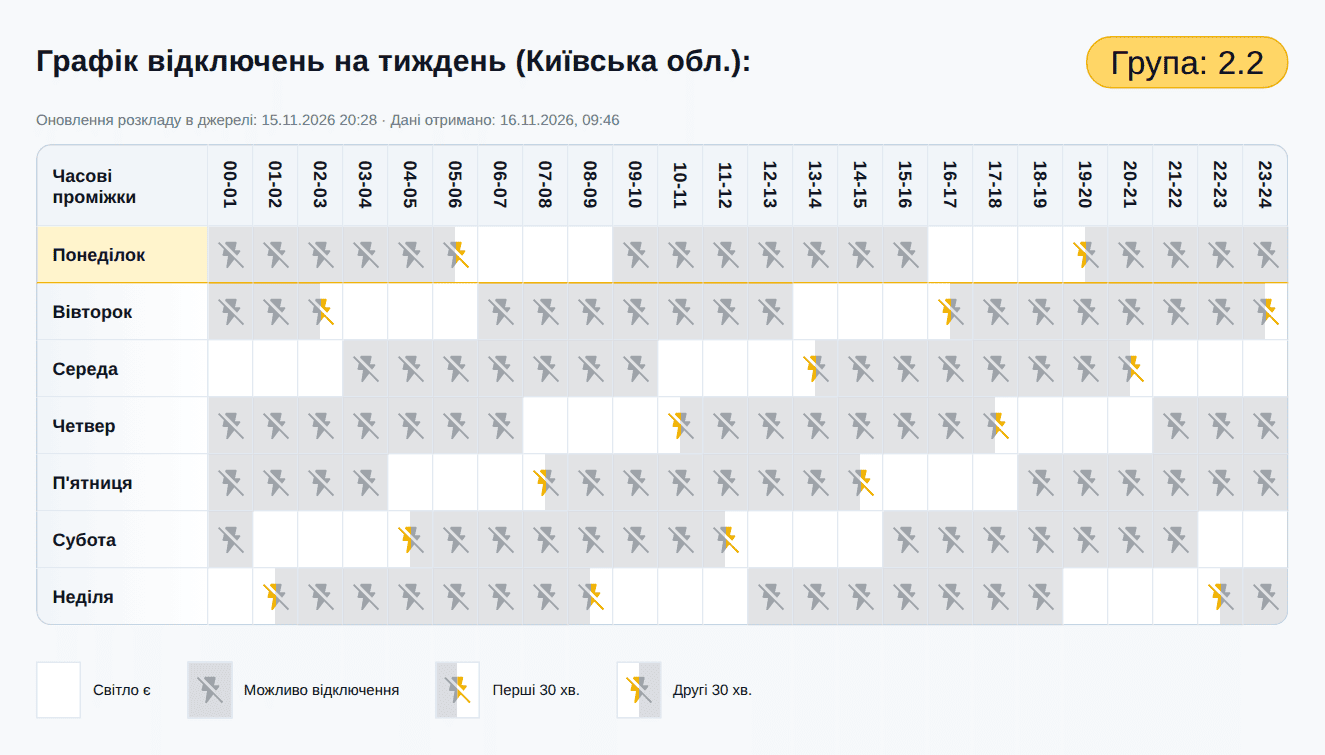 Графік відключень на тиждень (Київська обл.):
Група: 2.2
Оновлення розкладу в джерелі: 15.11.2026 20:28 · Дані отримано: 16.11.2026, 09:46
Часові
проміжки
00-01 01-02 02-03 03-04 04-05 05-06 06-07 07-08 08-09 09-10 10-11 11-12 12-13 13-14 14-15 15-16 16-17 17-18 18-19 19-20 20-21 21-22 22-23 23-24
Понеділок
Вівторок
Середа
Четвер
П'ятниця
Субота
Неділя
Світло є
Можливо відключення
Перші 30 хв.
Другі 30 хв.